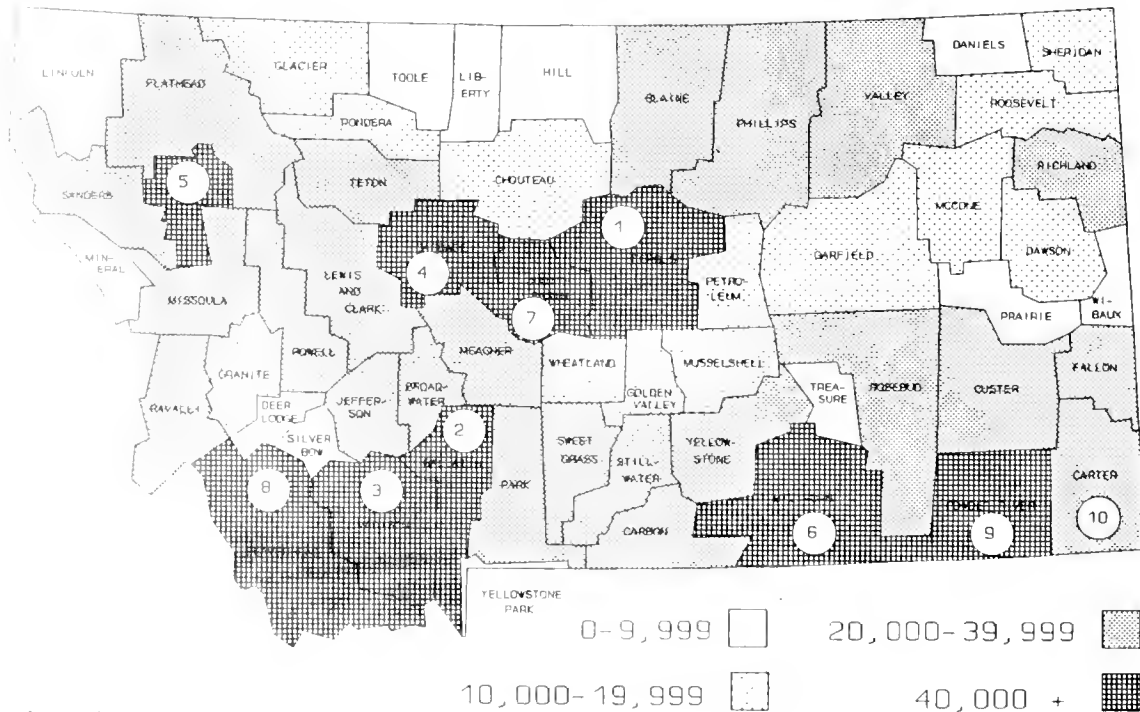 LINCOLN
FLATHEAD
GLACIER
TOOLE
LIB-
ERTY
HILL
BLAINE
PHILLIPS
VALLEY
DANIELS
SHERIDAN
ROOSEVELT
PONDERA
CHOUTEAU
TETON
RICHLAND
MCCONE
DAWSON
SANDERS
5
1
4
7
GARFIELD
PETRO-
LEUM
MIN-
ERAL
MISSOULA
LEWIS
AND
CLARK
PRAIRIE
WI-
BAUX
POWELL
MEAGHER
WHEATLAND
GOLDEN
VALLEY
MUSSELSHELL
TREA-
SURE
ROSEBUD
CUSTER
FALLON
GRANITE
DEER
LODGE
SILVER
BOW
JEFFER-
SON
BROAD-
WATER
RAVALLI
2
SWEET
GRASS
STILL-
WATER
YELLOW-
STONE
PARK
CARBON
CARTER
8
3
6
9
10
YELLOWSTONE
PARK
0-9,999
20,000-39,999
10,000-19,999
40,000 +